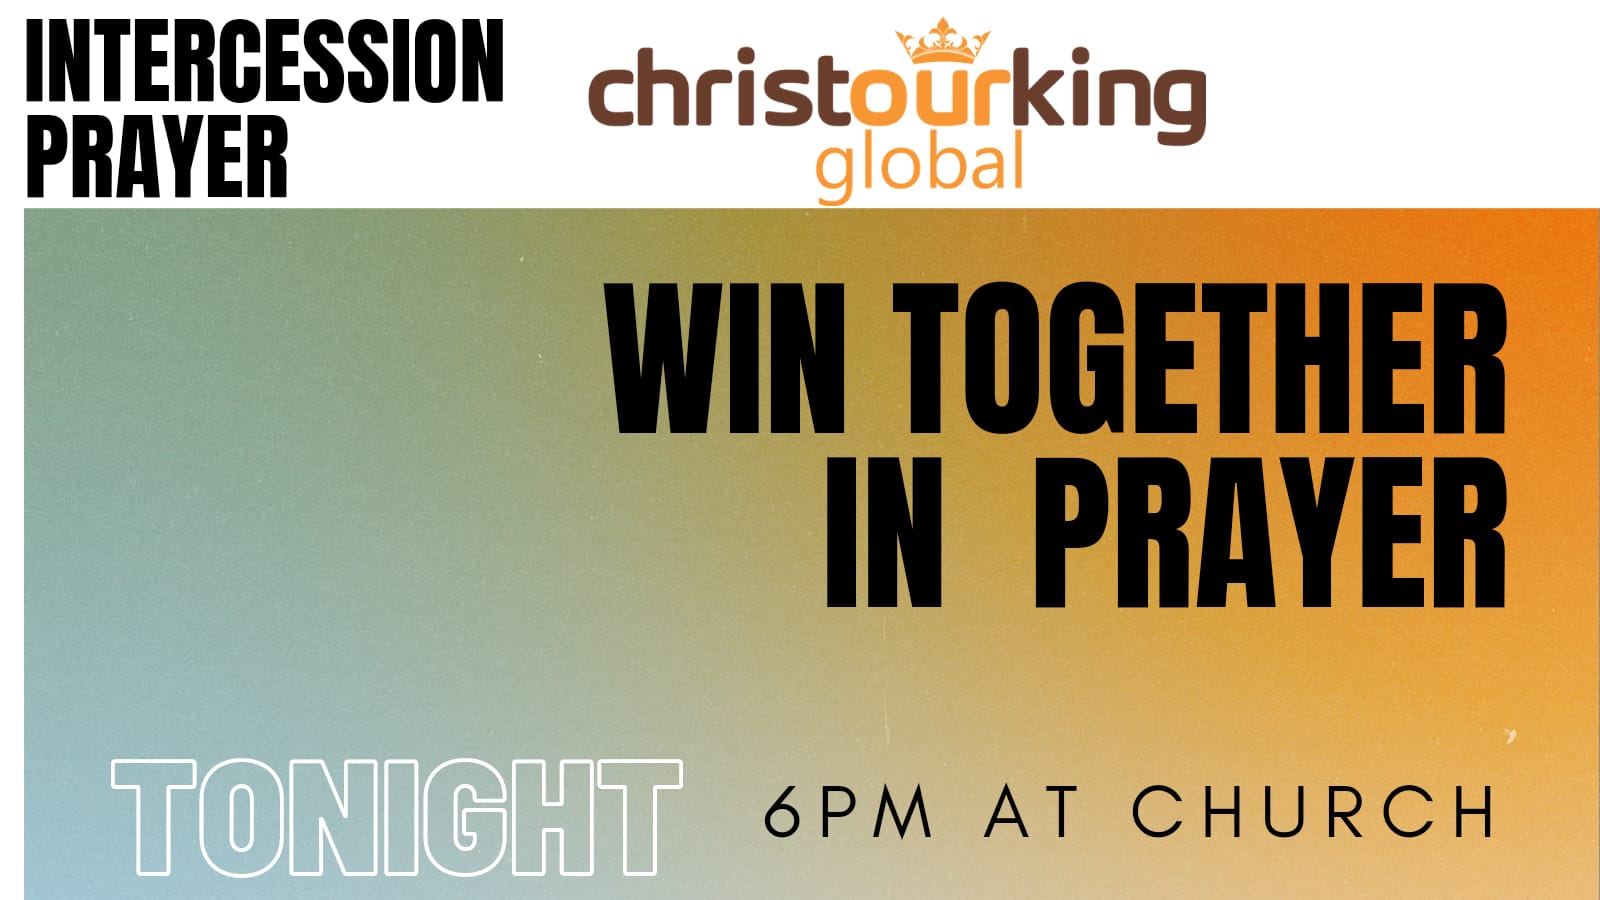 INTERCESSION
PRAYER
christourking
global
WIN TOGETHER
IN PRAYER
TONIGHT
6PM AT CHURCH